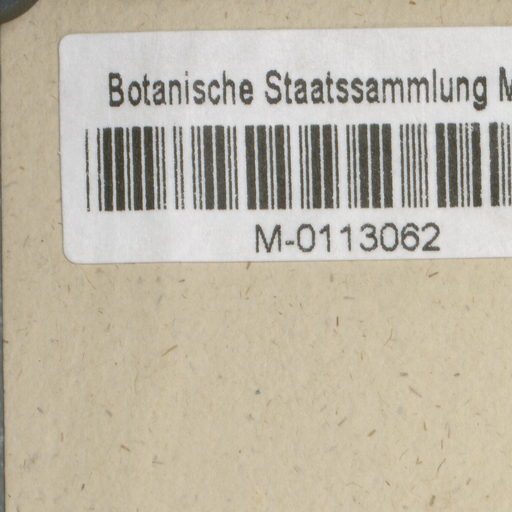 Botanische Staatssammlung M
M-0113062